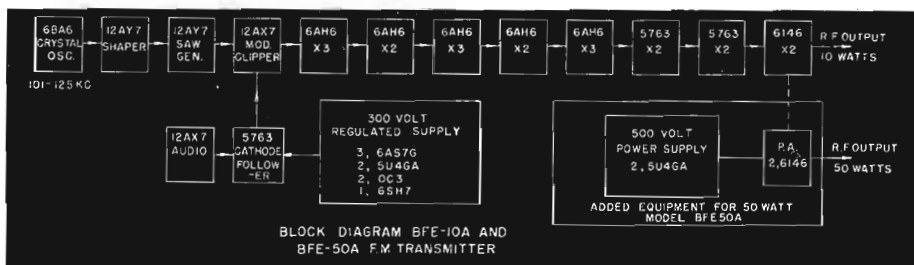 6BA6
CRYSTAL
OSC.
101-125 KC
12AY7
SHAPER
12AY7
SAW
GEN.
12AX7
MOD.
CLIPPER
6AH6
X3
6AH6
X2
6AH6
X3
6AH6
X2
6AH6
X3
5763
X2
5763
X2
6146
X2
R.F OUTPUT
10 WATTS
12AX7
AUDIO
5763
CATHODE
FOLLOW
-ER
300 VOLT
REGULATED SUPPLY
3, 6AS7G
2, 5U4GA
2, OC3
1, 6SH7
500 VOLT
POWER SUPPLY
2, 5U4GA
P.A.
2,6146
R.F OUTPUT
50 WATTS
ADDED EQUIPMENT FOR 50 WATT
MODEL BFE50A
BLOCK DIAGRAM BFE-10A AND
BFE-50A F.M TRANSMITTER